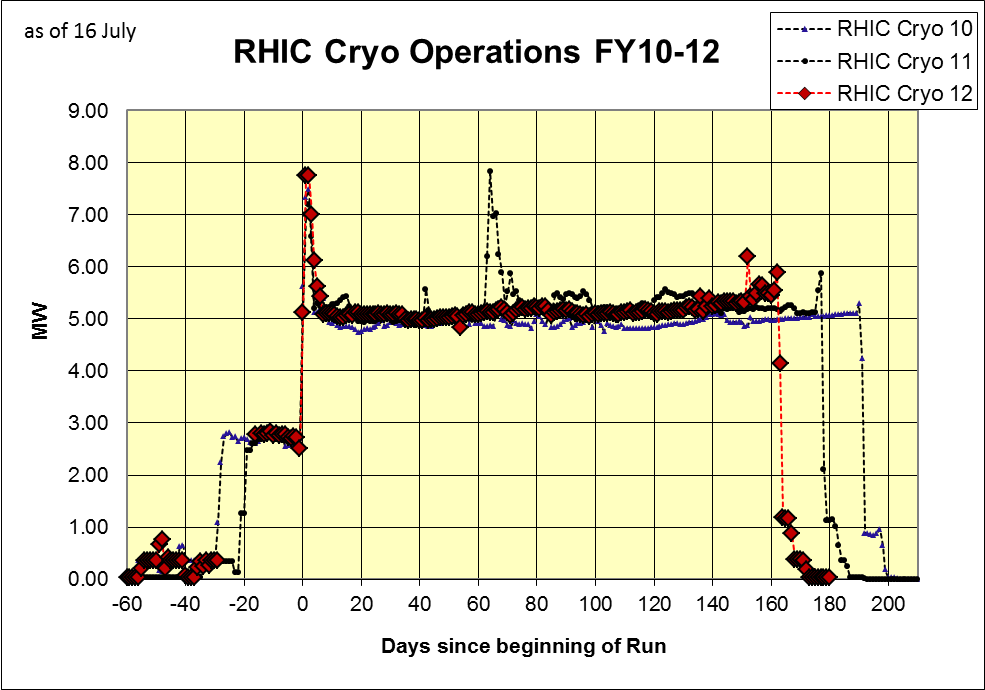 as of 16 July
RHIC Cryo Operations FY10-12
RHIC Cryo 10
RHIC Cryo 11
RHIC Cryo 12
9.00
8.00
7.00
6.00
5.00
4.00
3.00
2.00
1.00
0.00
MW
-60 -40 -20 0 20 40 60 80 100 120 140 160 180 200
Days since beginning of Run